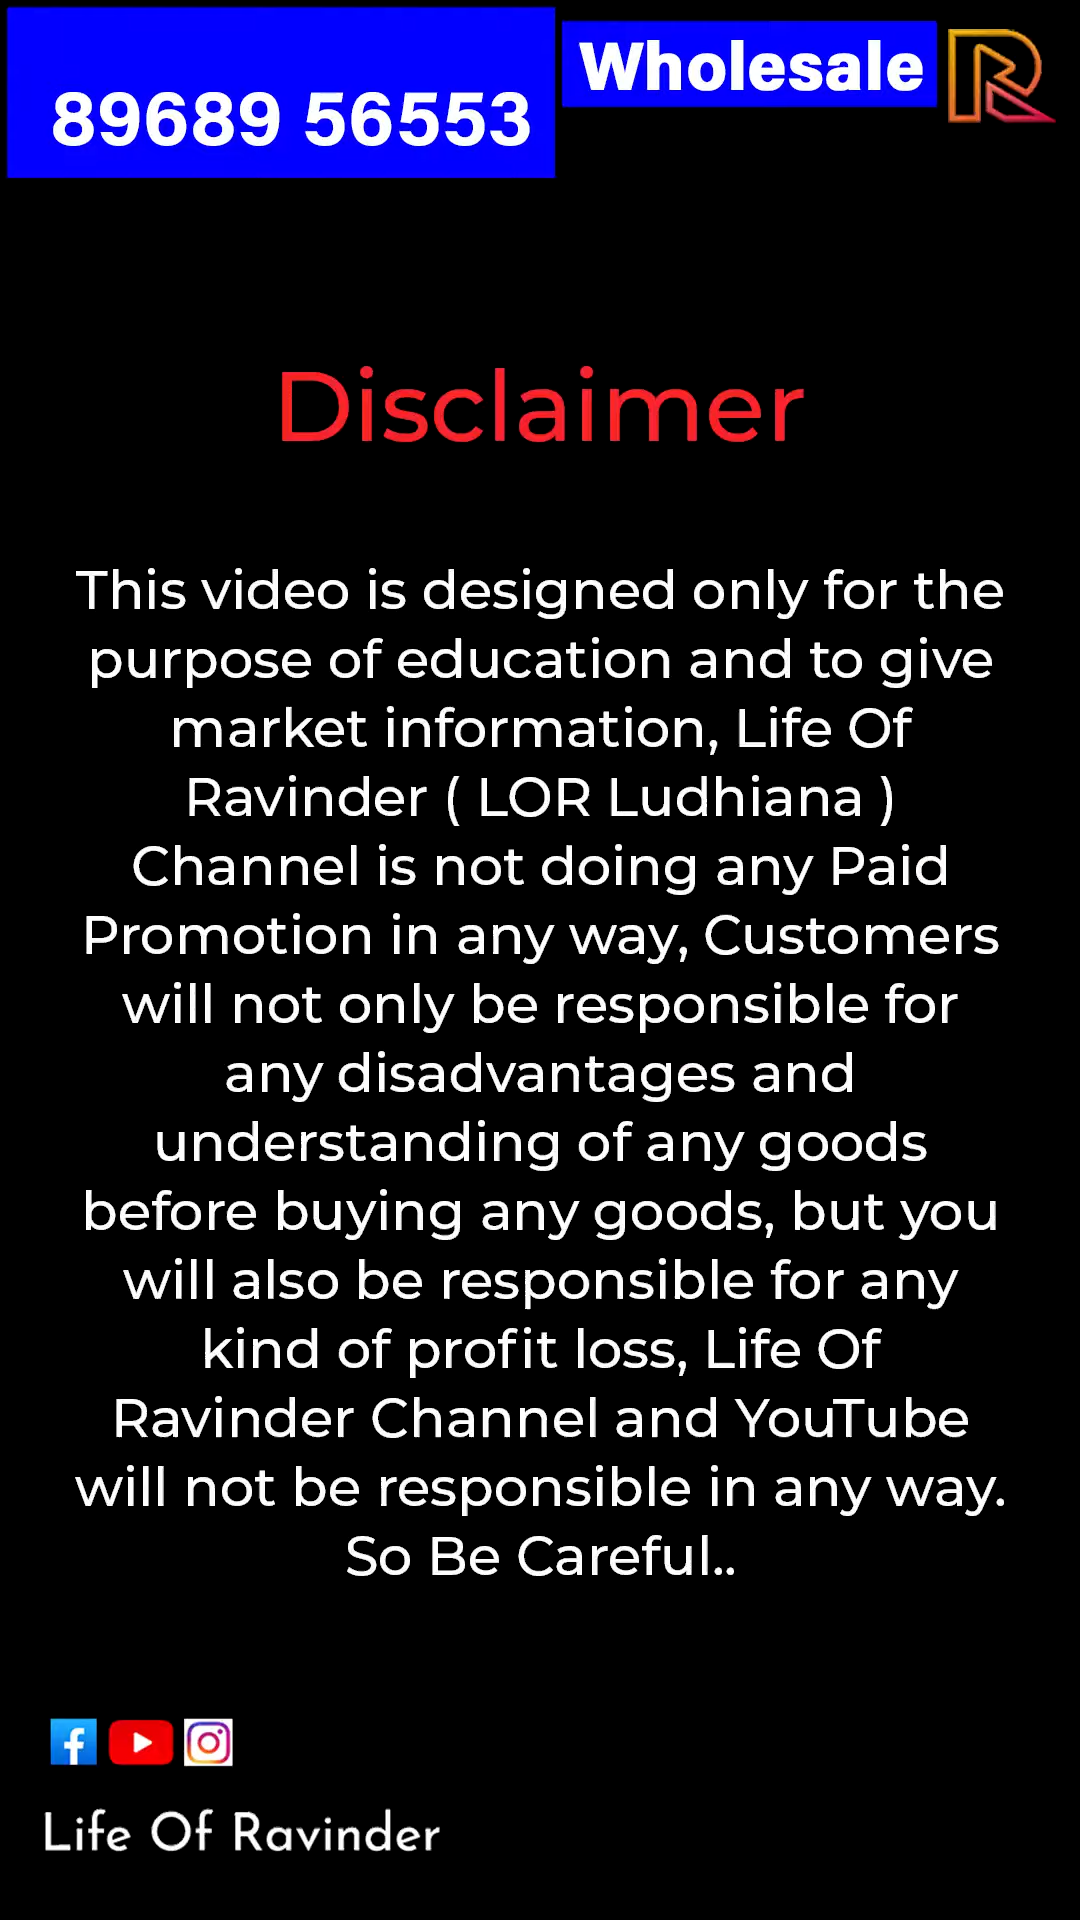 89689 56553
Wholesale
Disclaimer
This video is designed only for the
purpose of education and to give
market information, Life Of
Ravinder ( LOR Ludhiana )
Channel is not doing any Paid
Promotion in any way, Customers
will not only be responsible for
any disadvantages and
understanding of any goods
before buying any goods, but you
will also be responsible for any
kind of profit loss, Life Of
Ravinder Channel and YouTube
will not be responsible in any way.
So Be Careful..
Life Of Ravinder